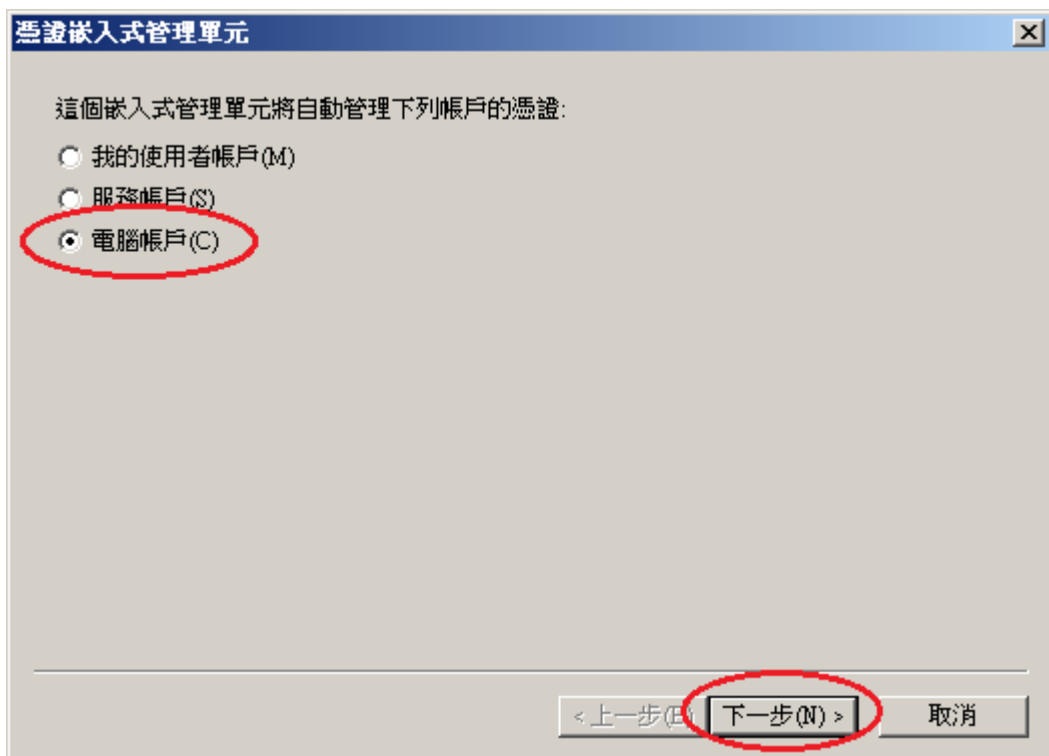 憑證嵌入式管理單元
這個嵌入式管理單元將自動管理下列帳戶的憑證:
我的使用者帳戶(M)
服務帳戶(S)
電腦帳戶(C)
<上一步(B) 下一步(N) > 取消